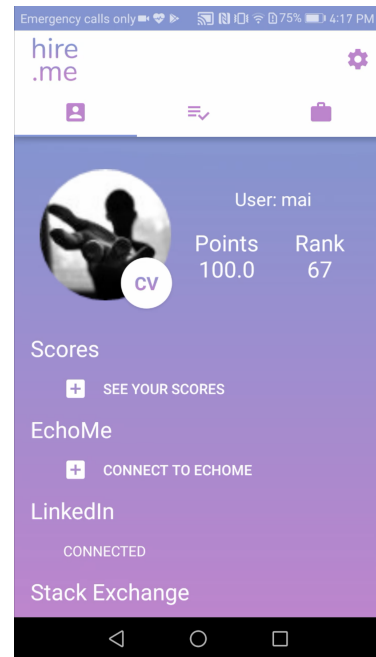 Emergency calls only 75% 4:17 PM
hire
.me
User: mai
Points Rank
100.0 67
CV
Scores
SEE YOUR SCORES
EchoMe
CONNECT TO ECHOME
LinkedIn
CONNECTED
Stack Exchange